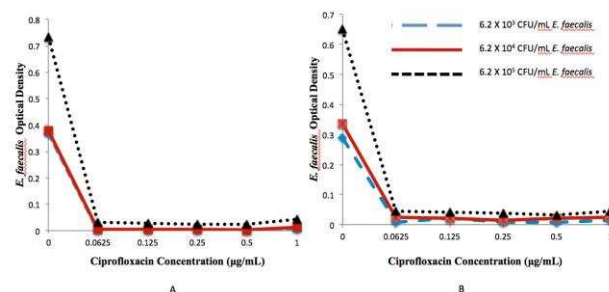 0.8
0.7
0.6
0.5
0.4
0.3
0.2
0.1
0
E. faecalis Optical Density
0 0.0625 0.125 0.25 0.5 1
Ciprofloxacin Concentration (µg/mL)
A
0.7
0.6
0.5
0.4
0.3
0.2
0.1
0
E. faecalis Optical Density
6.2 X 10³ CFU/mL E. faecalis
6.2 X 10⁴ CFU/mL E. faecalis
6.2 X 10⁵ CFU/mL E. faecalis
0 0.0625 0.125 0.25 0.5 1
Ciprofloxacin Concentration (µg/mL)
B